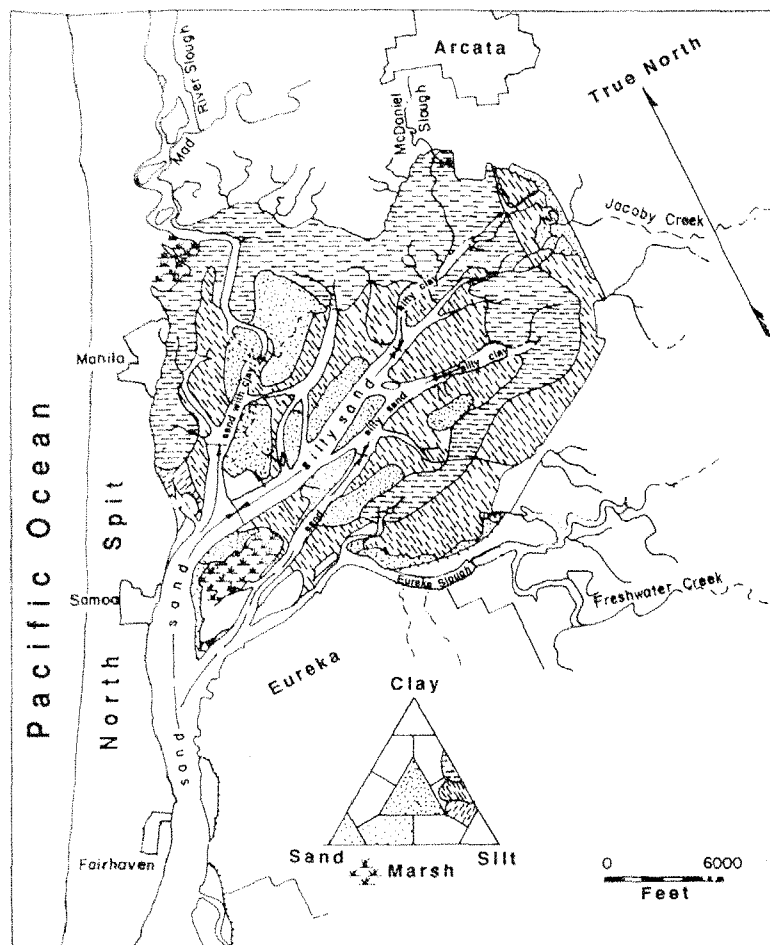 Arcata
True North
River Slough
Mad
McDaniel
Slough
Jacoby Creek
Manila
silty clay
silty clay
sand with clay
silty sand
silty sand
sand
Pacific Ocean
North Spit
Samoa
sand
sand
Eureka Slough
Freshwater Creek
Eureka
Clay
Sand
Silt
Marsh
Fairhaven
0 6000
Feet